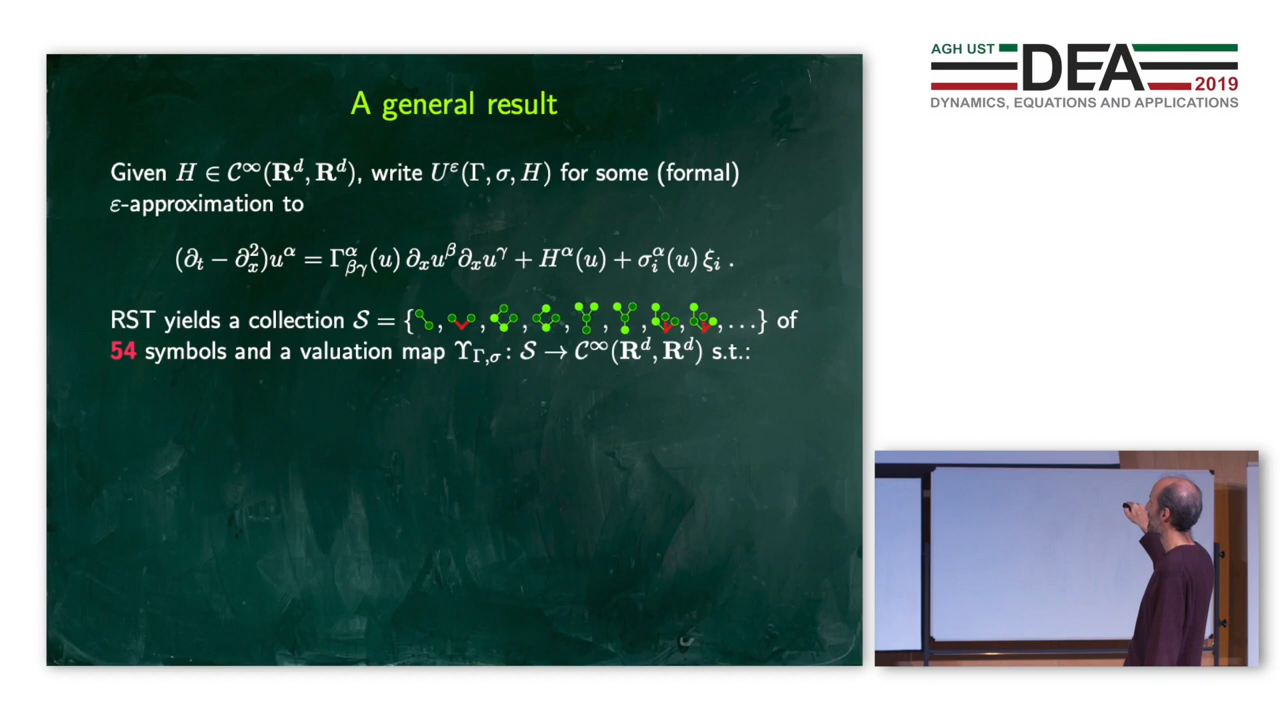 A general result
Given H ∈ C^∞(R^d, R^d), write U^ε(Γ, σ, H) for some (formal)
ε-approximation to
(∂_t − ∂_x^2)u^α = Γ^α_{βγ}(u) ∂_x u^β ∂_x u^γ + H^α(u) + σ_i^α(u) ξ_i .
RST yields a collection S = { , , , , , , , , . . .} of
54 symbols and a valuation map Υ_{Γ,σ} : S → C^∞(R^d, R^d) s.t.:
AGH UST
DEA
2019
DYNAMICS, EQUATIONS AND APPLICATIONS